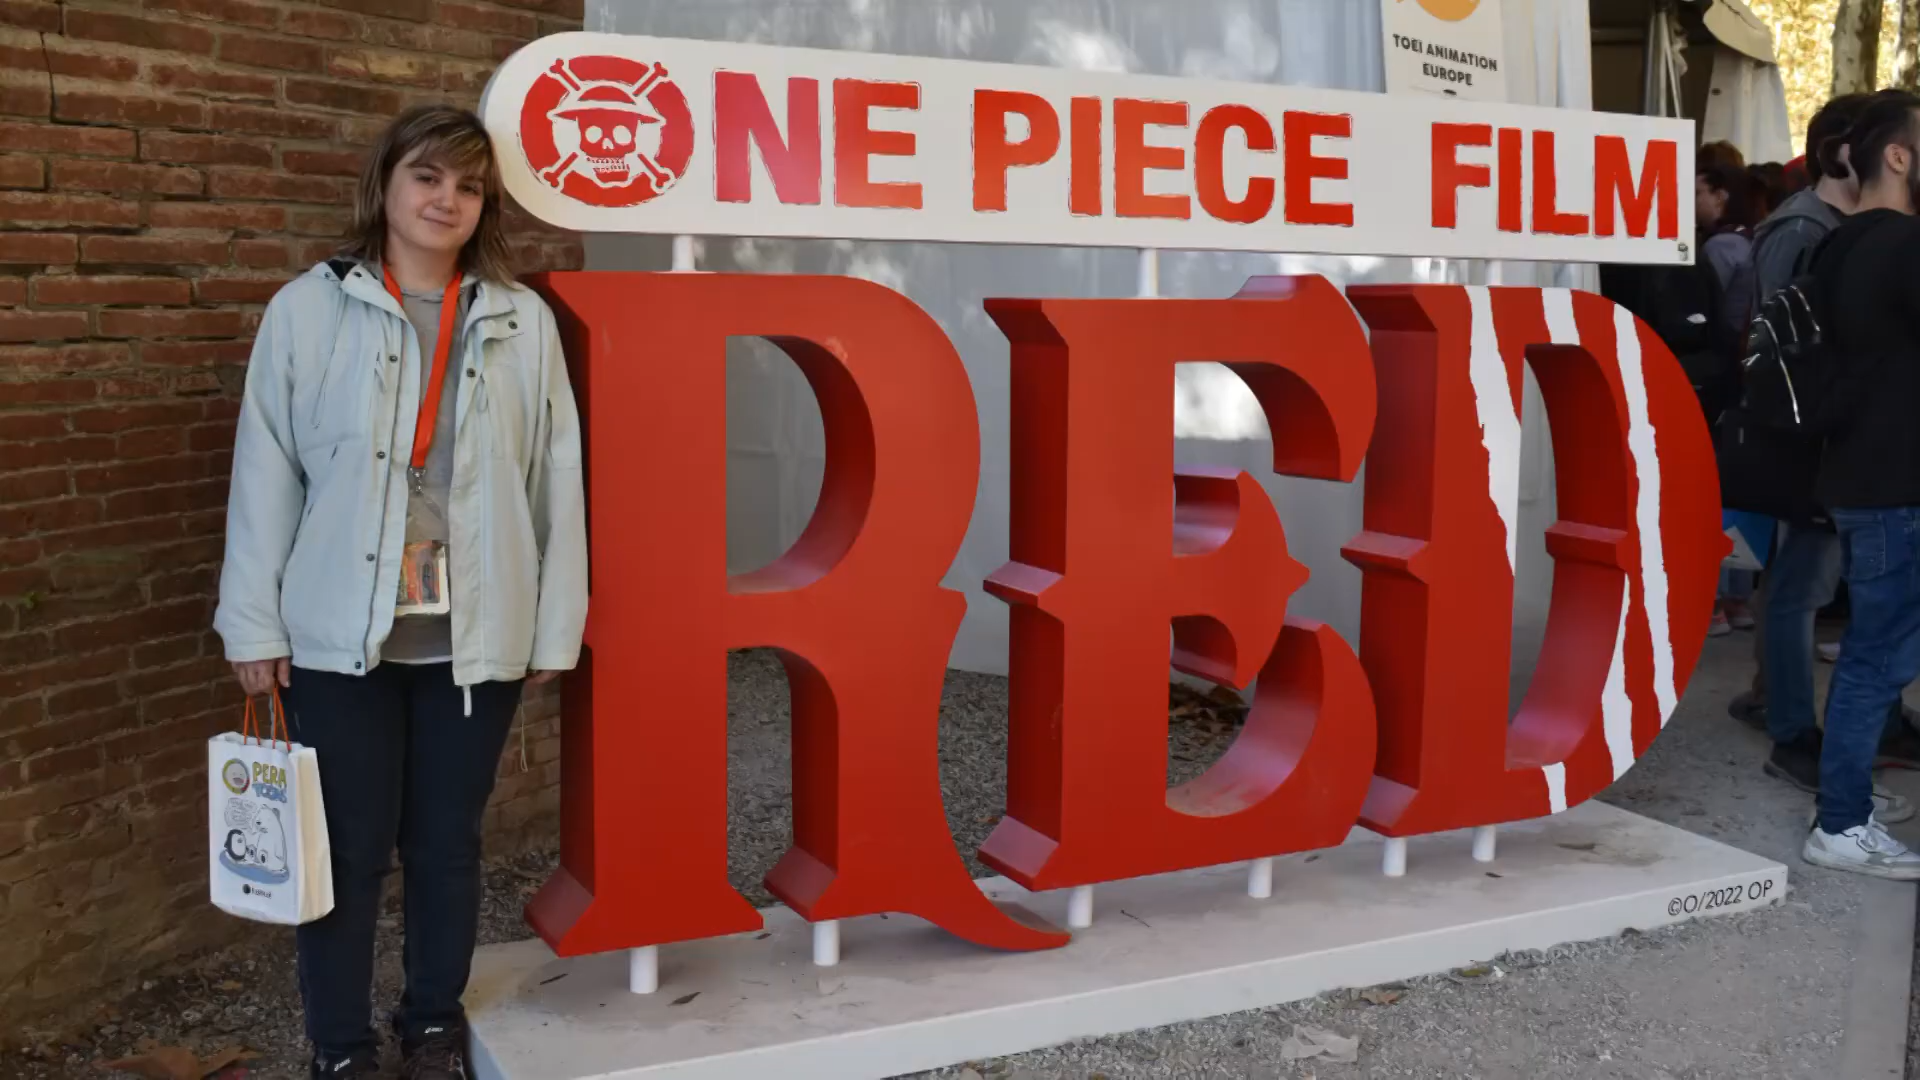 TOEI ANIMATION
EUROPE
ONE PIECE FILM
RED
©O/2022 OP
PERA